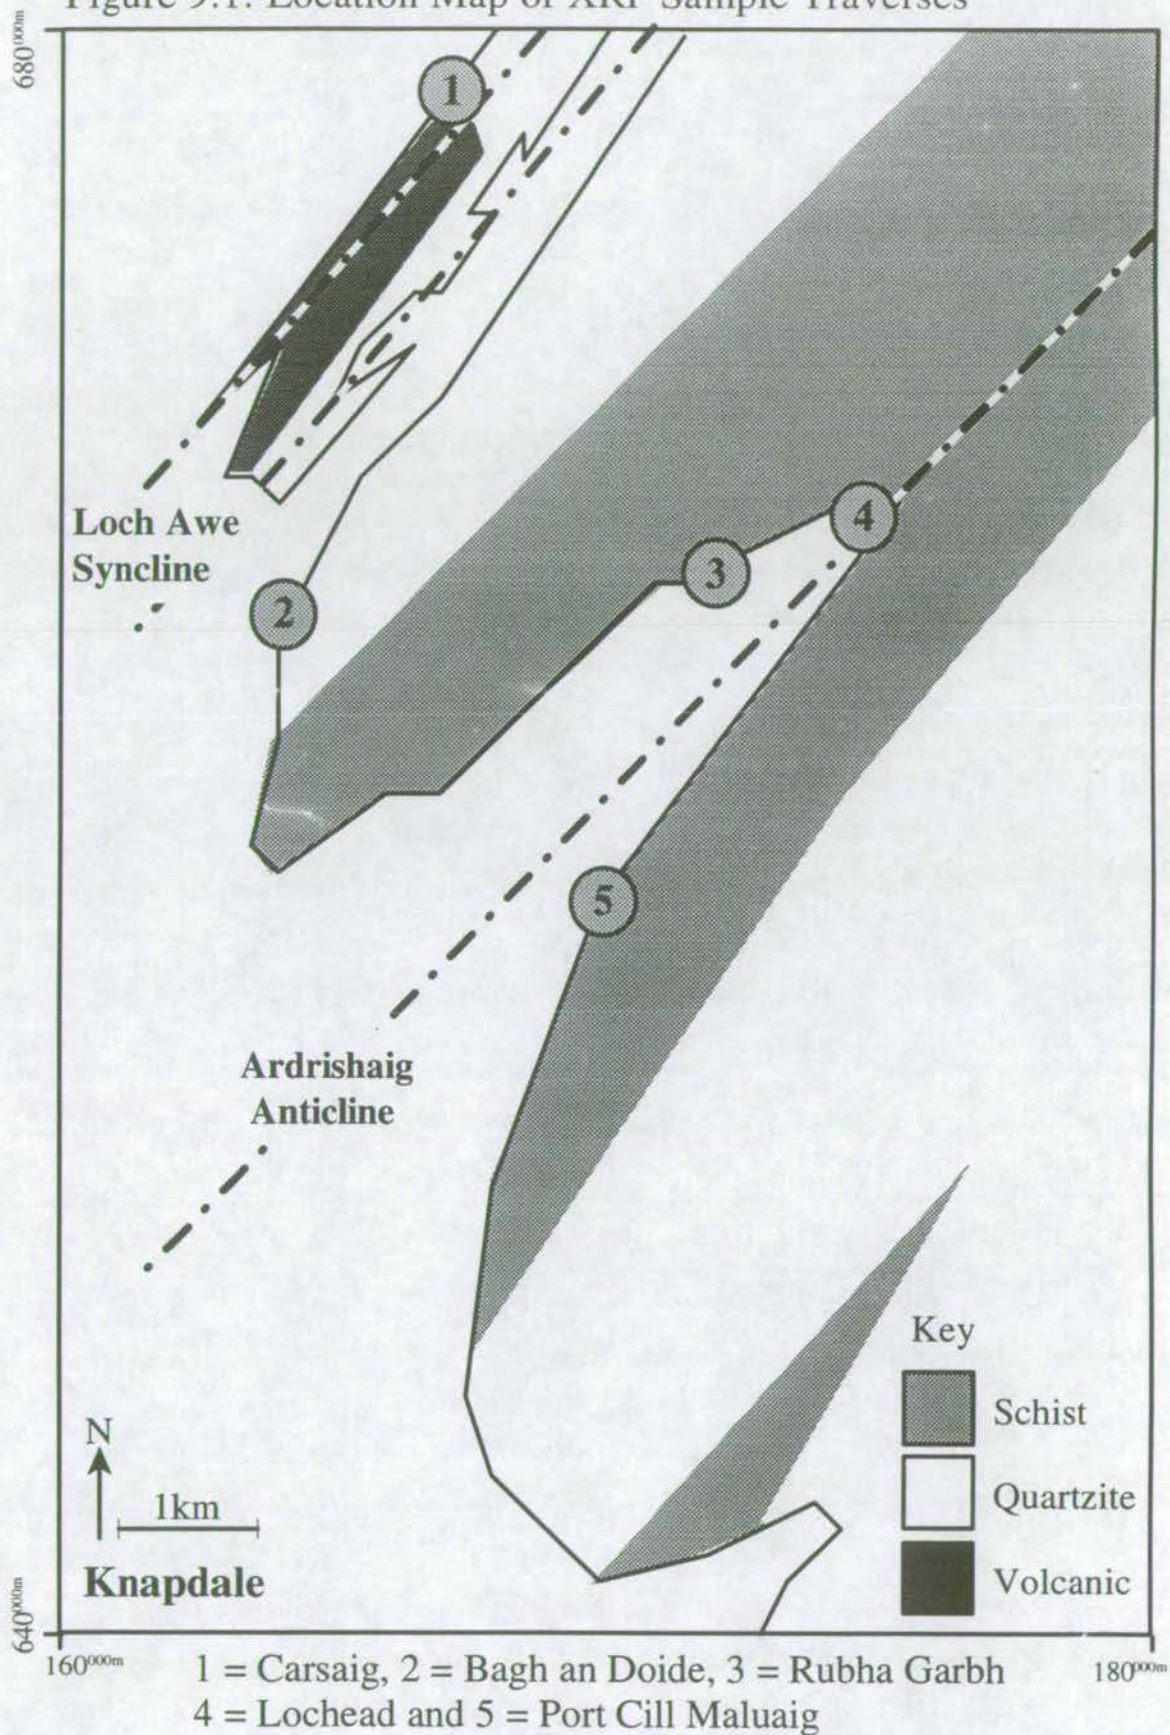 Figure 9.1: Location Map of XRF Sample Traverses
680000m
1
Loch Awe
Syncline
2
3
4
5
Ardrishaig
Anticline
Key
Schist
Quartzite
Volcanic
N
1km
Knapdale
640000m
160000m
180000m
1 = Carsaig, 2 = Bagh an Doide, 3 = Rubha Garbh
4 = Lochead and 5 = Port Cill Maluaig